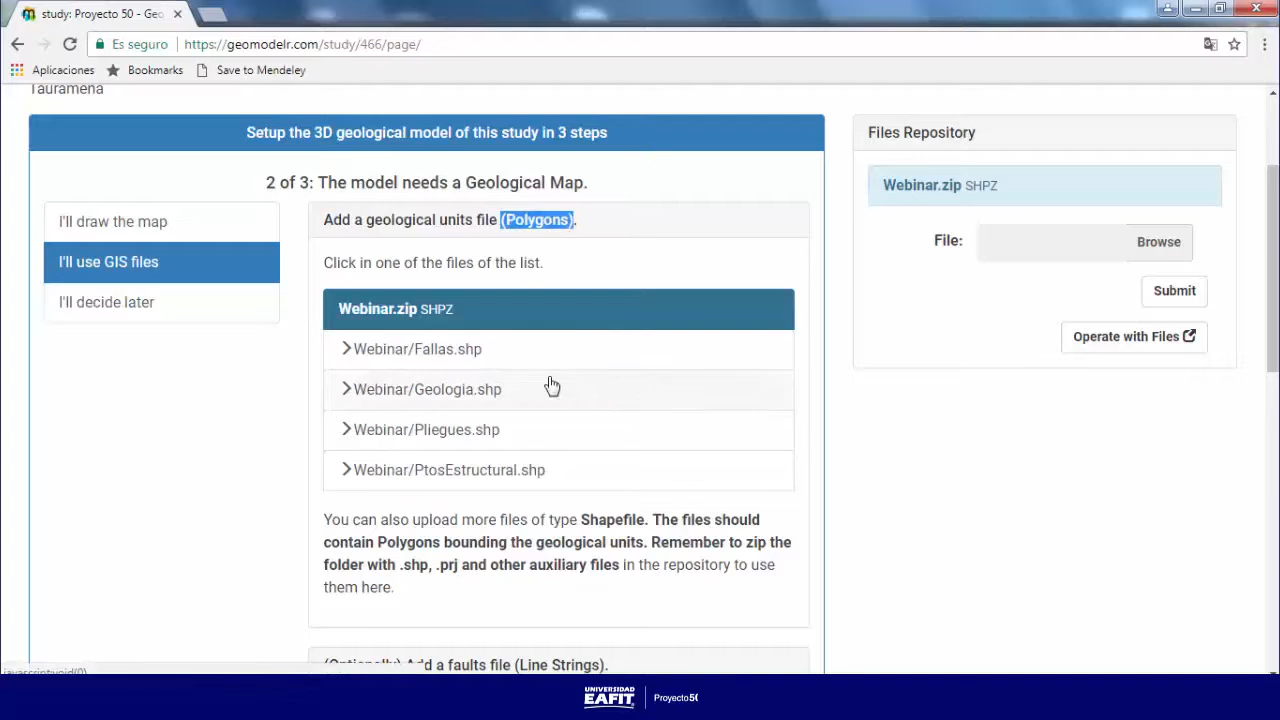 study: Proyecto 50 - Geo
Es seguro
https://geomodelr.com/study/466/page/
Aplicaciones
Bookmarks
Save to Mendeley
Tauramena
Setup the 3D geological model of this study in 3 steps
2 of 3: The model needs a Geological Map.
I'll draw the map
I'll use GIS files
I'll decide later
Add a geological units file (Polygons).
Click in one of the files of the list.
Webinar.zip SHPZ
Webinar/Fallas.shp
Webinar/Geologia.shp
Webinar/Pliegues.shp
Webinar/PtosEstructural.shp
You can also upload more files of type Shapefile. The files should
contain Polygons bounding the geological units. Remember to zip the
folder with .shp, .prj and other auxiliary files in the repository to use
them here.
(Optionally) Add a faults file (Line Strings).
Files Repository
Webinar.zip SHPZ
File:
Browse
Submit
Operate with Files
javascript:void(0)
UNIVERSIDAD
EAFIT
Proyecto50